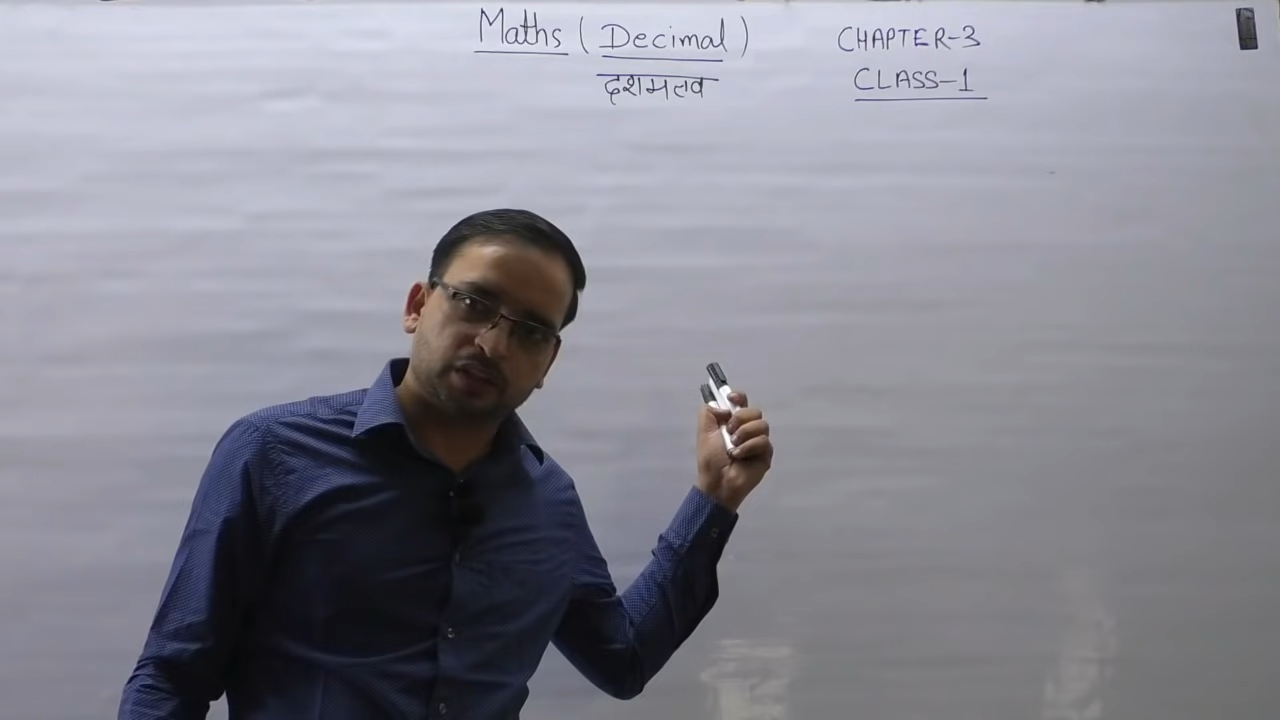 Maths (Decimal)
दशमलव
CHAPTER-3
CLASS-1